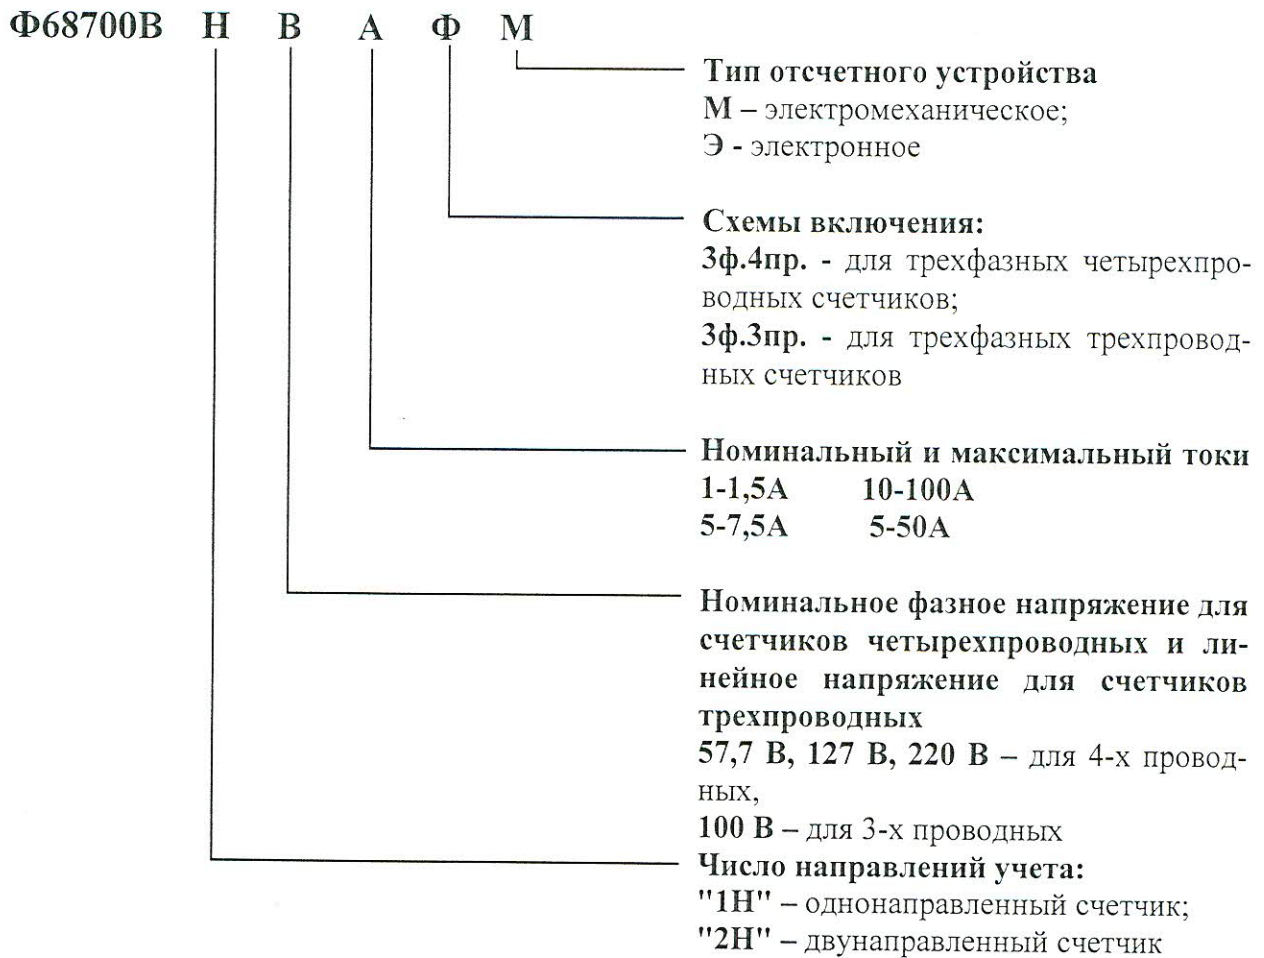 Ф68700В Н В А Ф М
Тип отсчетного устройства
М – электромеханическое;
Э - электронное
Схемы включения:
3ф.4пр. - для трехфазных четырехпро-
водных счетчиков;
3ф.3пр. - для трехфазных трехпровод-
ных счетчиков
Номинальный и максимальный токи
1-1,5А 10-100А
5-7,5А 5-50А
Номинальное фазное напряжение для
счетчиков четырехпроводных и ли-
нейное напряжение для счетчиков
трехпроводных
57,7 В, 127 В, 220 В – для 4-х провод-
ных,
100 В – для 3-х проводных
Число направлений учета:
"1Н" – однонаправленный счетчик;
"2Н" – двунаправленный счетчик